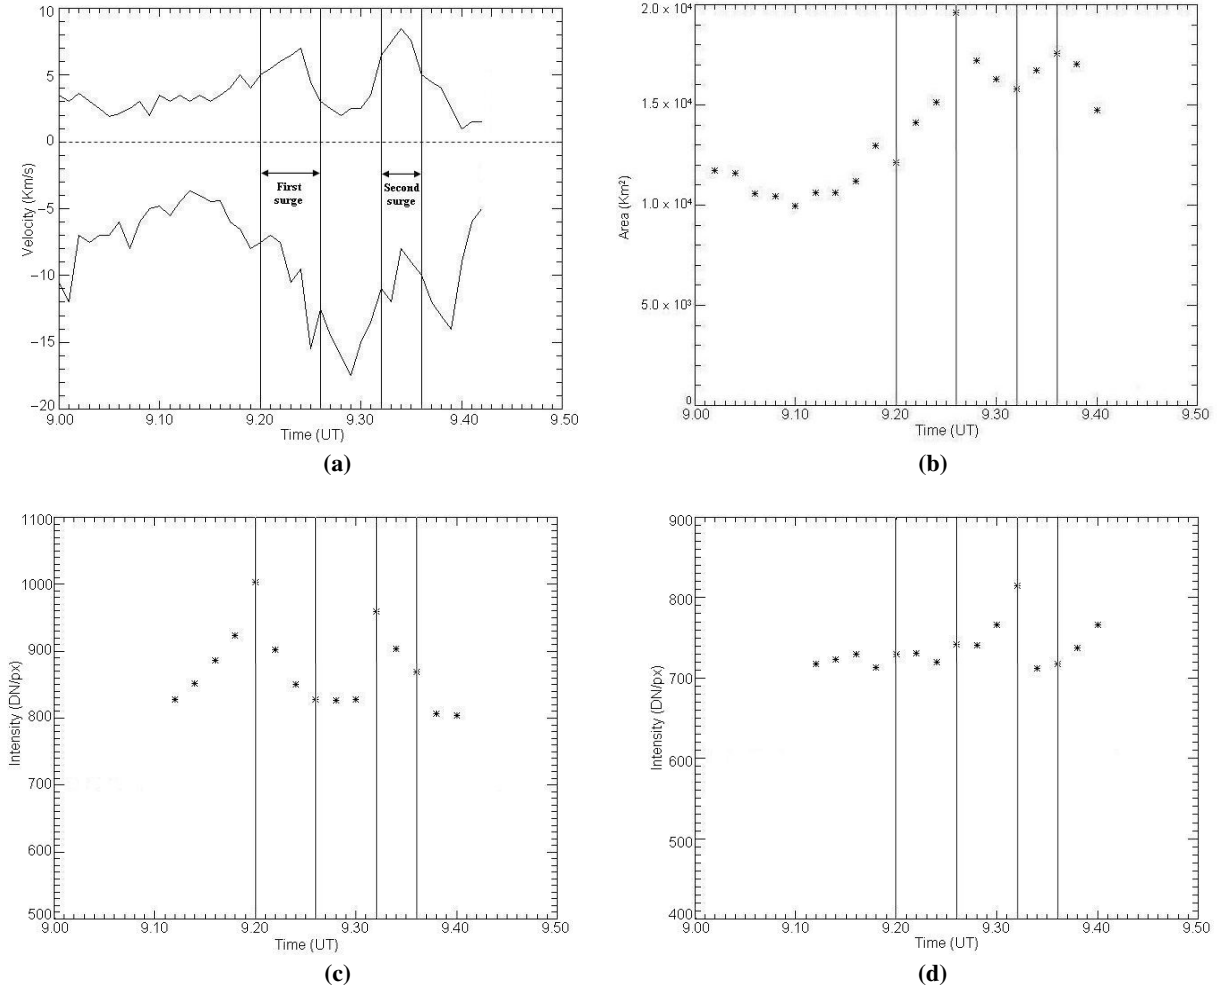 10
5
0
−5
−10
−15
−20
Velocity (Km/s)
First
surge
Second
surge
9.00 9.10 9.20 9.30 9.40 9.50
Time (UT)
(a)
2.0 x 10⁴
1.5 x 10⁴
1.0 x 10⁴
5.0 x 10³
0
Area (Km²)
9.00 9.10 9.20 9.30 9.40 9.50
Time (UT)
(b)
1100
1000
900
800
700
600
500
Intensity (DN/px)
9.00 9.10 9.20 9.30 9.40 9.50
Time (UT)
(c)
900
800
700
600
500
400
Intensity (DN/px)
9.00 9.10 9.20 9.30 9.40 9.50
Time (UT)
(d)